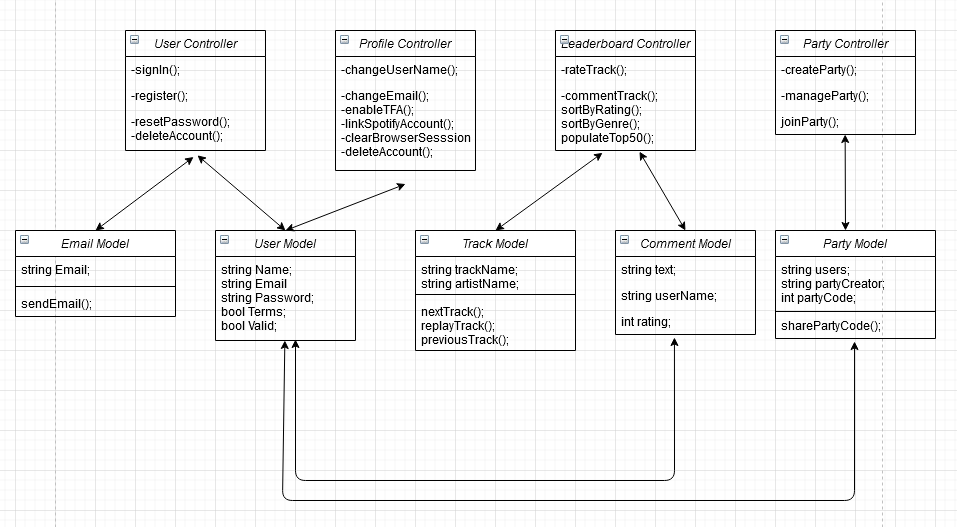 User Controller
-signIn();
-register();
-resetPassword();
-deleteAccount();
Profile Controller
-changeUserName();
-changeEmail();
-enableTFA();
-linkSpotifyAccount();
-clearBrowserSesssion
-deleteAccount();
Leaderboard Controller
-rateTrack();
-commentTrack();
sortByRating();
sortByGenre();
populateTop50();
Party Controller
-createParty();
-manageParty();
joinParty();
Email Model
string Email;
sendEmail();
User Model
string Name;
string Email
string Password;
bool Terms;
bool Valid;
Track Model
string trackName;
string artistName;
nextTrack();
replayTrack();
previousTrack();
Comment Model
string text;
string userName;
int rating;
Party Model
string users;
string partyCreator;
int partyCode;
sharePartyCode();